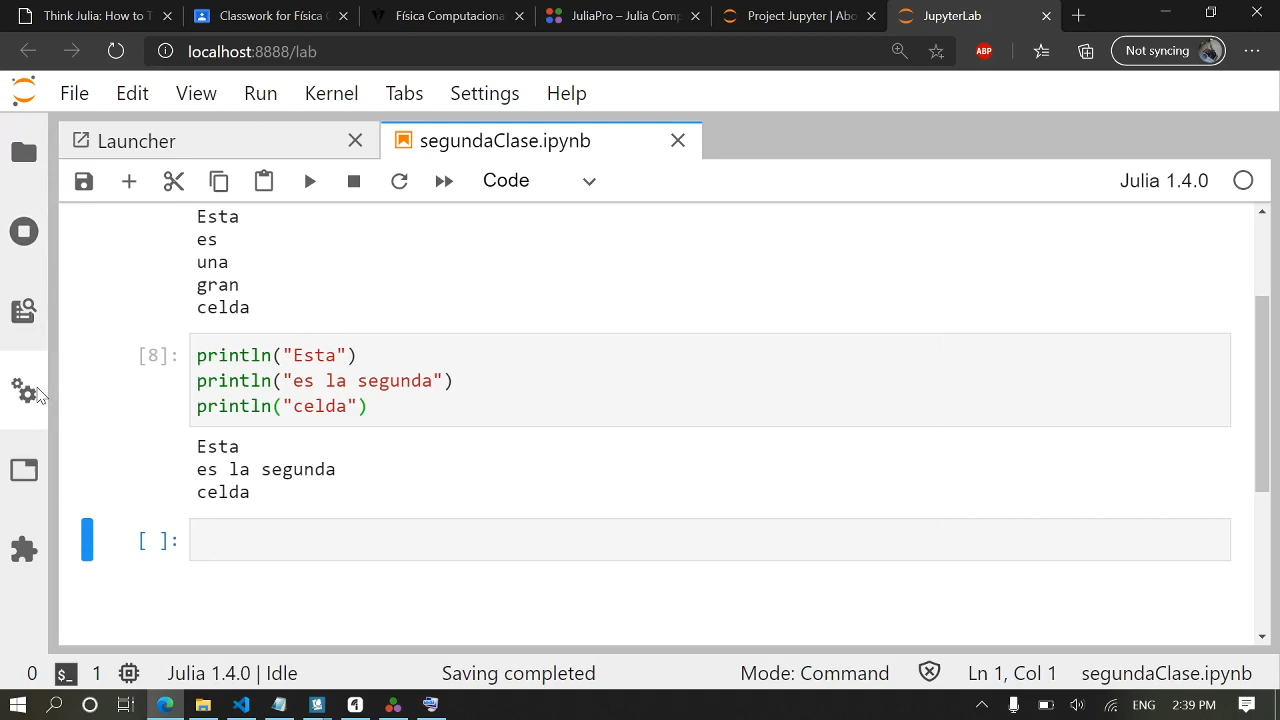 Think Julia: How to T
Classwork for Física C
Física Computaciona
JuliaPro – Julia Comp
Project Jupyter | Abo
JupyterLab
localhost:8888/lab
ABP
Not syncing
File Edit View Run Kernel Tabs Settings Help
Launcher
segundaClase.ipynb
Code
Julia 1.4.0
Esta
es
una
gran
celda
[8]:
println("Esta")
println("es la segunda")
println("celda")
Esta
es la segunda
celda
[ ]:
0 $_ 1 Julia 1.4.0 | Idle Saving completed Mode: Command Ln 1, Col 1 segundaClase.ipynb
ENG 2:39 PM